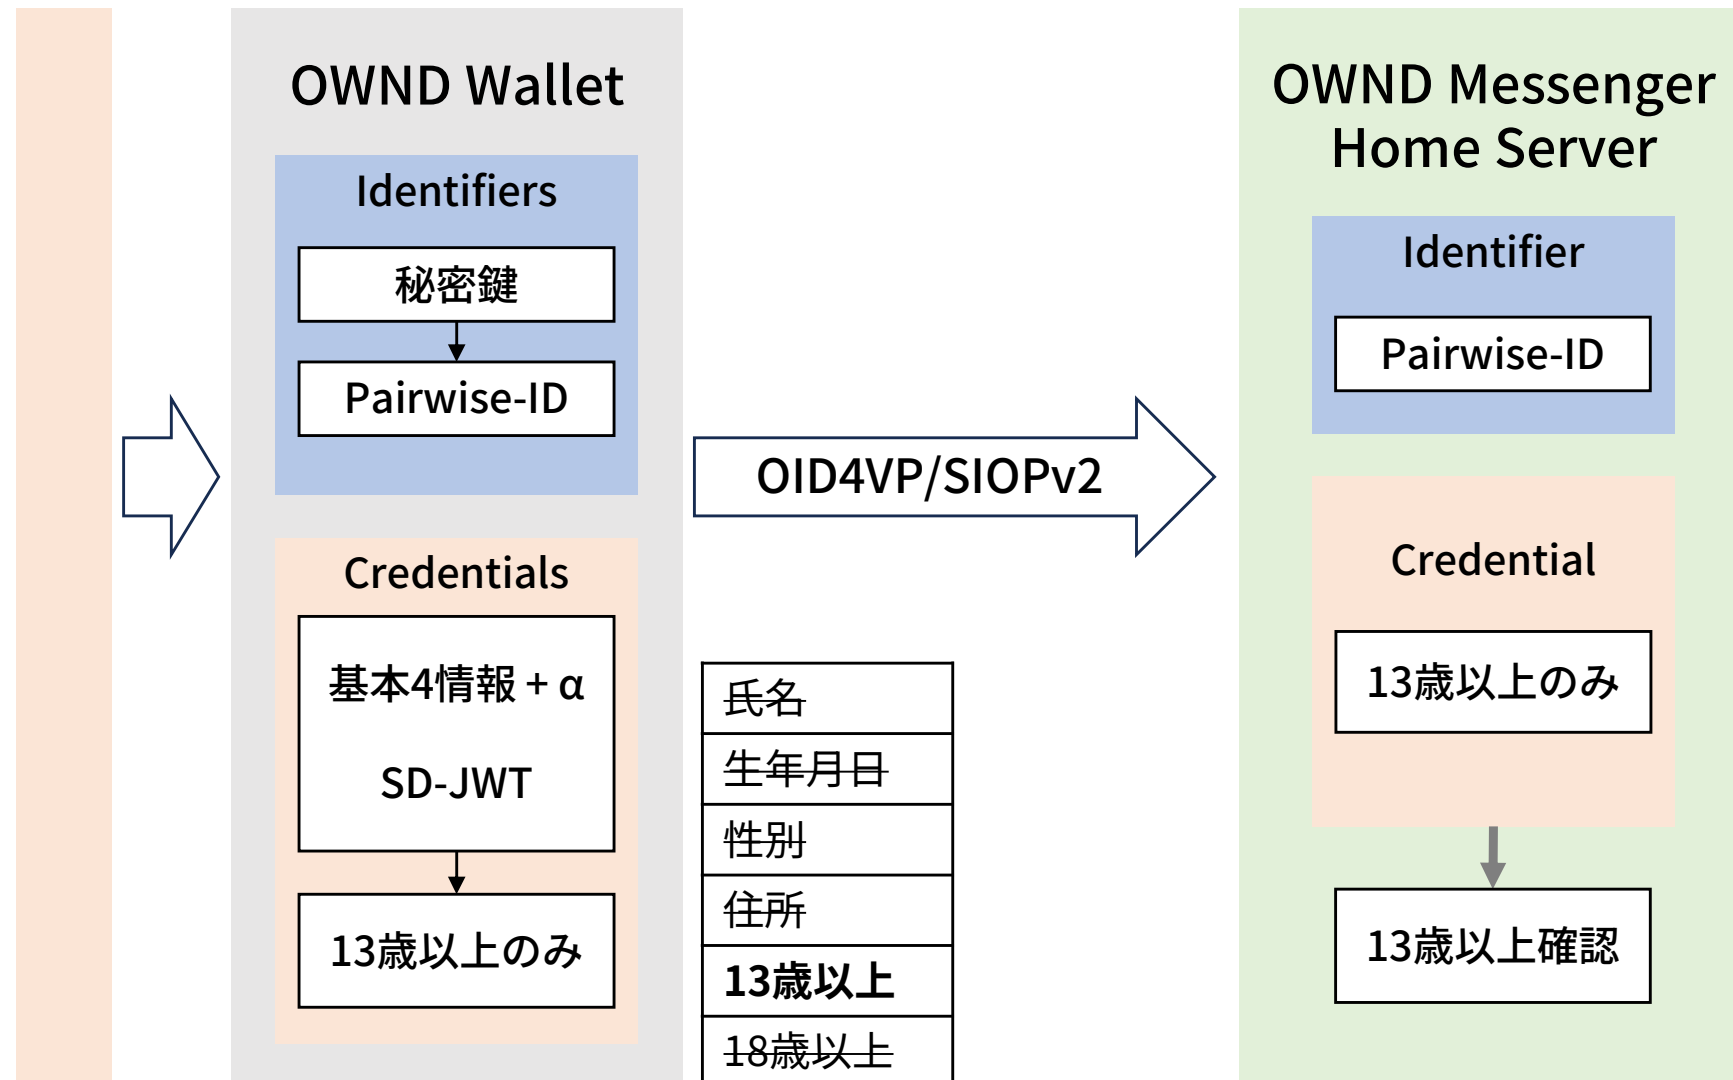 OWND Wallet
Identifiers
秘密鍵
Pairwise-ID
Credentials
基本4情報 + α
SD-JWT
13歳以上のみ
OID4VP/SIOPv2
氏名
生年月日
性別
住所
13歳以上
18歳以上
OWND Messenger
Home Server
Identifier
Pairwise-ID
Credential
13歳以上のみ
13歳以上確認